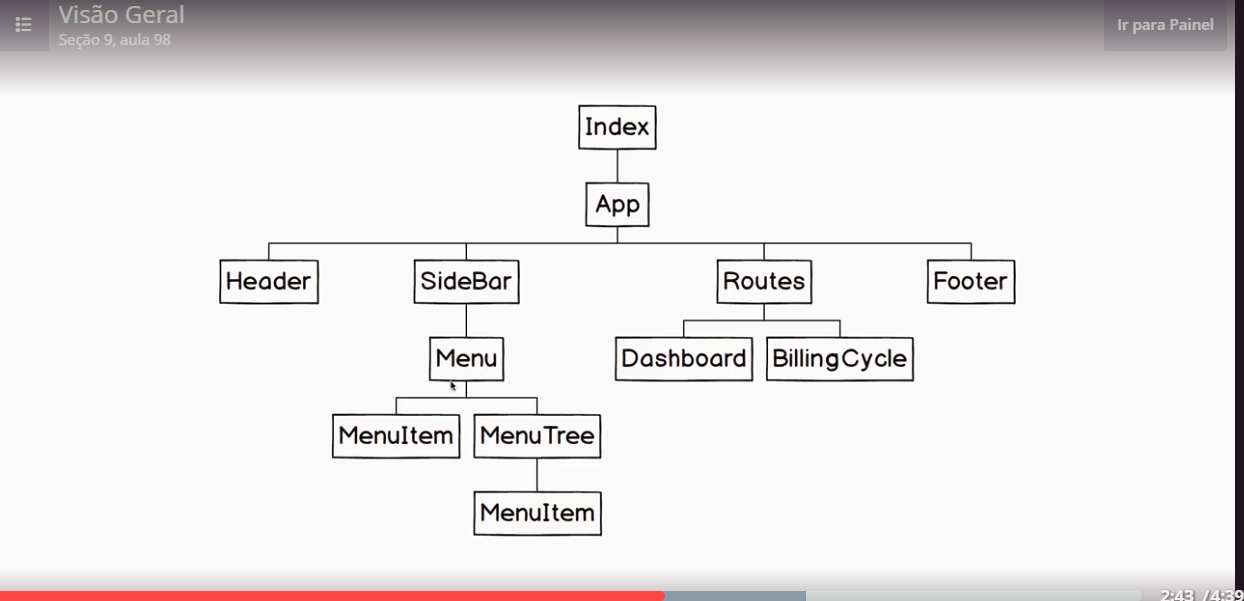 Visão Geral
Seção 9, aula 98
Ir para Painel
Index
App
Header
SideBar
Routes
Footer
Menu
Dashboard
BillingCycle
MenuItem
MenuTree
MenuItem
2:43 / 4:39